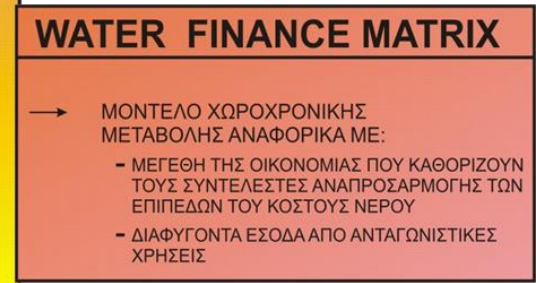 WATER FINANCE MATRIX
→ ΜΟΝΤΕΛΟ ΧΩΡΟΧΡΟΝΙΚΗΣ
ΜΕΤΑΒΟΛΗΣ ΑΝΑΦΟΡΙΚΑ ΜΕ:
- ΜΕΓΕΘΗ ΤΗΣ ΟΙΚΟΝΟΜΙΑΣ ΠΟΥ ΚΑΘΟΡΙΖΟΥΝ
ΤΟΥΣ ΣΥΝΤΕΛΕΣΤΕΣ ΑΝΑΠΡΟΣΑΡΜΟΓΗΣ ΤΩΝ
ΕΠΙΠΕΔΩΝ ΤΟΥ ΚΟΣΤΟΥΣ ΝΕΡΟΥ
- ΔΙΑΦΥΓΟΝΤΑ ΕΣΟΔΑ ΑΠΟ ΑΝΤΑΓΩΝΙΣΤΙΚΕΣ
ΧΡΗΣΕΙΣ